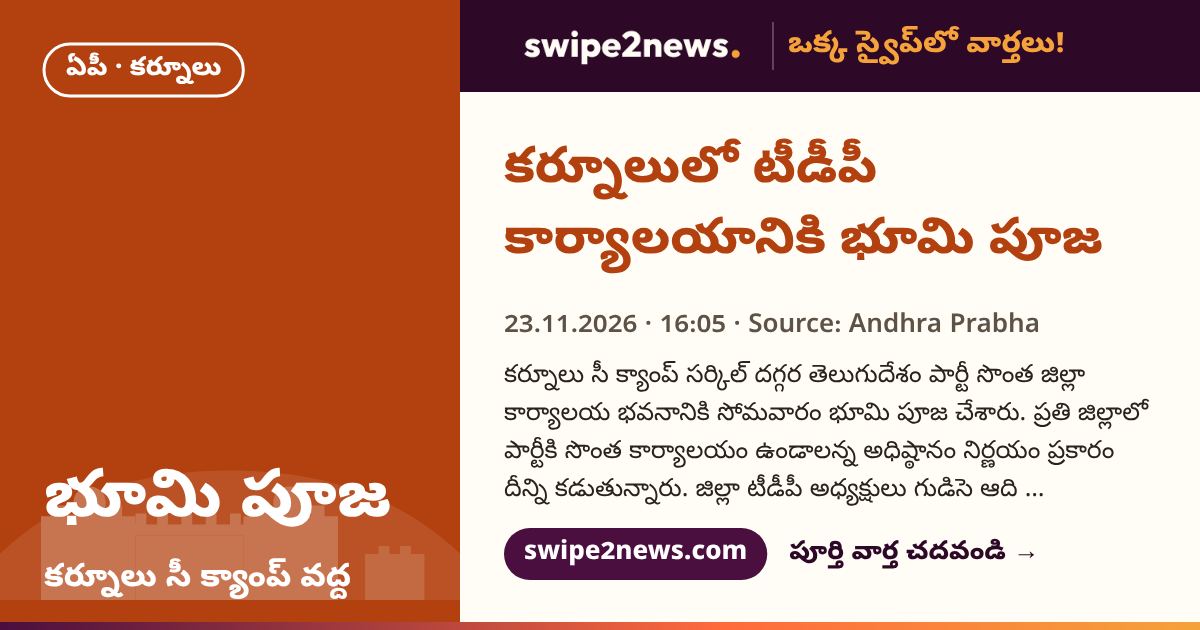 ఏపీ · కర్నూలు
భూమి పూజ
కర్నూలు సీ క్యాంప్ వద్ద
swipe2news.
ఒక్క స్వైప్‌లో వార్తలు!
కర్నూలులో టీడీపీ
కార్యాలయానికి భూమి పూజ
23.11.2026 · 16:05 · Source: Andhra Prabha
కర్నూలు సీ క్యాంప్ సర్కిల్ దగ్గర తెలుగుదేశం పార్టీ సొంత జిల్లా
కార్యాలయ భవనానికి సోమవారం భూమి పూజ చేశారు. ప్రతి జిల్లాలో
పార్టీకి సొంత కార్యాలయం ఉండాలన్న అధిష్ఠానం నిర్ణయం ప్రకారం
దీన్ని కడుతున్నారు. జిల్లా టీడీపీ అధ్యక్షులు గుడిసె ఆది ...
swipe2news.com
పూర్తి వార్త చదవండి →